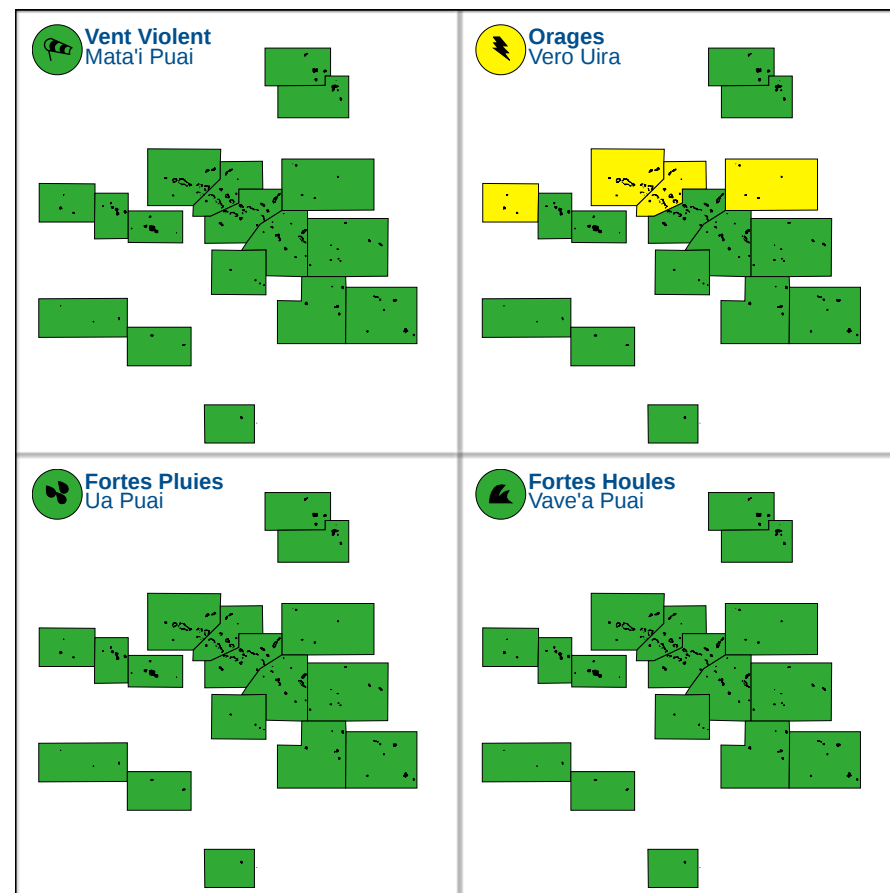 Vent Violent
Mata'i Puai
Orages
Vero Uira
Fortes Pluies
Ua Puai
Fortes Houles
Vave'a Puai